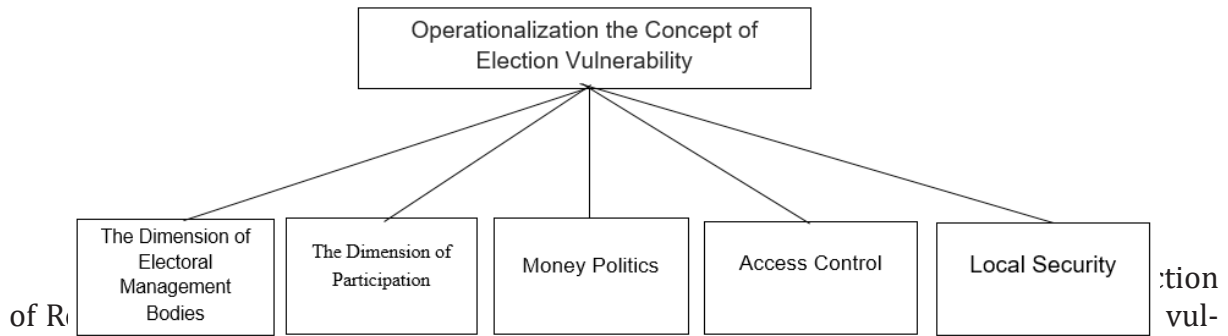 Operationalization the Concept of
Election Vulnerability
The Dimension of
Electoral
Management
Bodies
The Dimension of
Participation
Money Politics
Access Control
Local Security
of
vul-